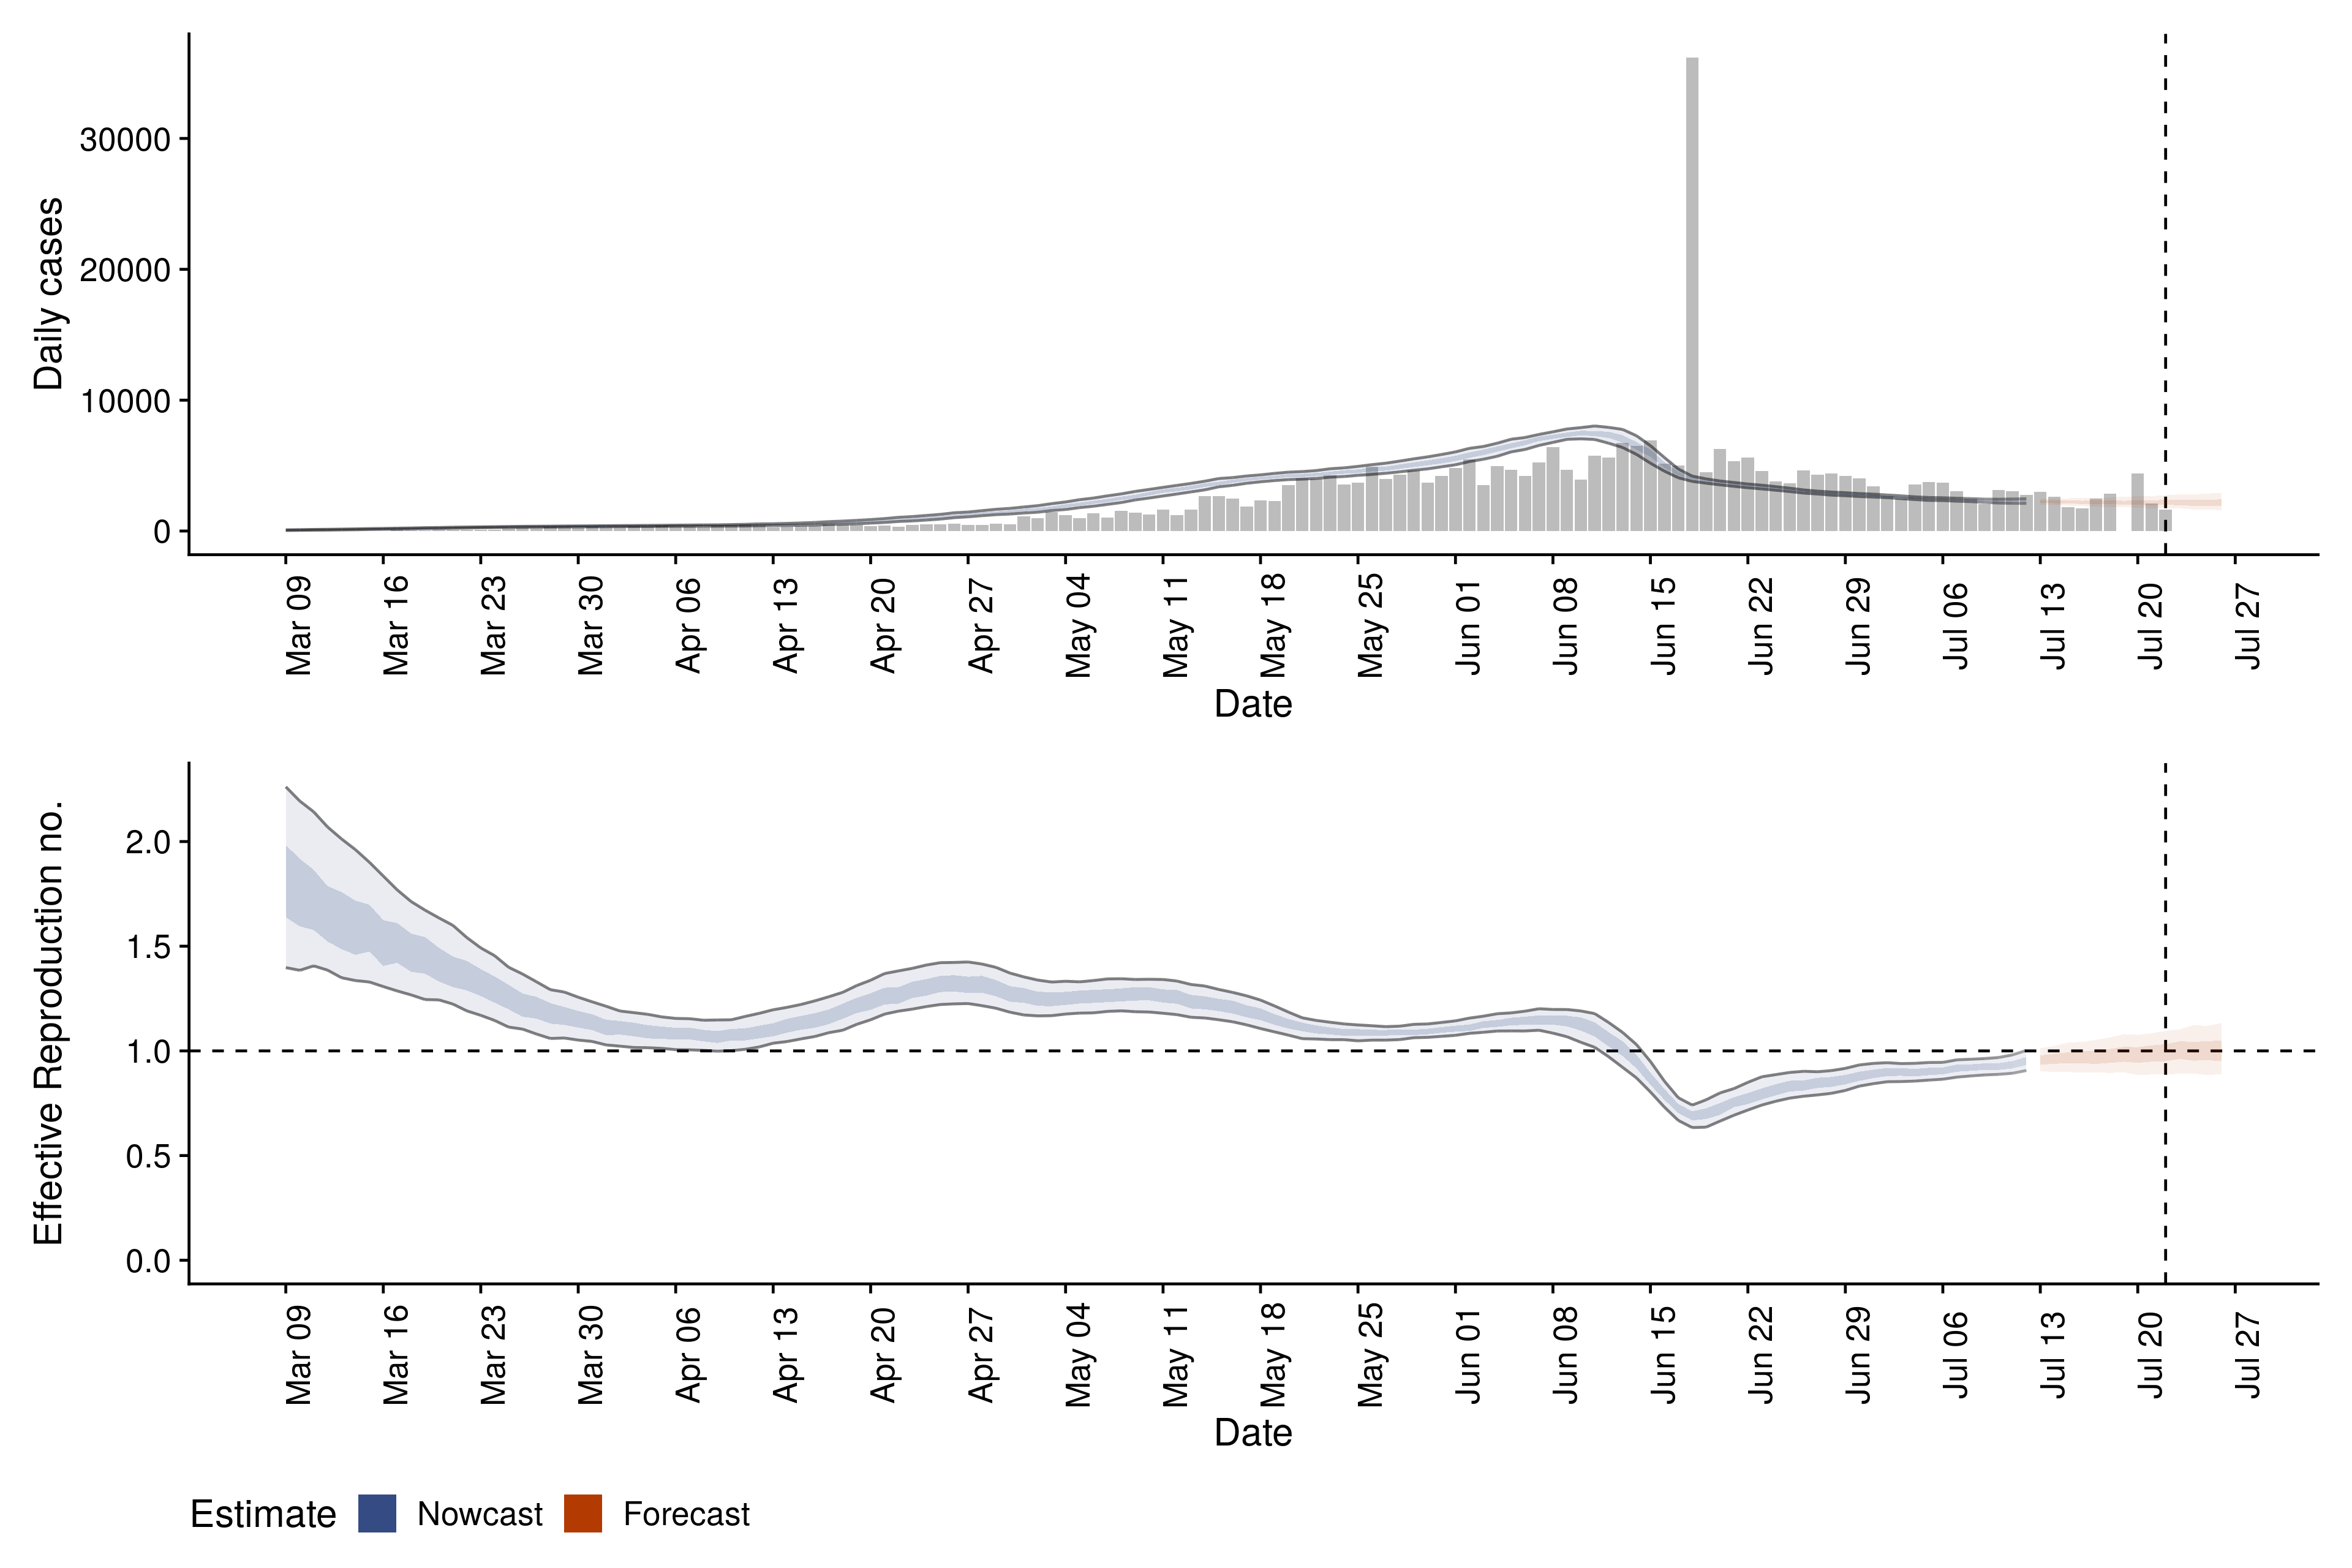 Daily cases
30000
20000
10000
0
Mar 09
Mar 16
Mar 23
Mar 30
Apr 06
Apr 13
Apr 20
Apr 27
May 04
May 11
May 18
May 25
Jun 01
Jun 08
Jun 15
Jun 22
Jun 29
Jul 06
Jul 13
Jul 20
Jul 27
Date
Effective Reproduction no.
2.0
1.5
1.0
0.5
0.0
Mar 09
Mar 16
Mar 23
Mar 30
Apr 06
Apr 13
Apr 20
Apr 27
May 04
May 11
May 18
May 25
Jun 01
Jun 08
Jun 15
Jun 22
Jun 29
Jul 06
Jul 13
Jul 20
Jul 27
Date
Estimate Nowcast Forecast